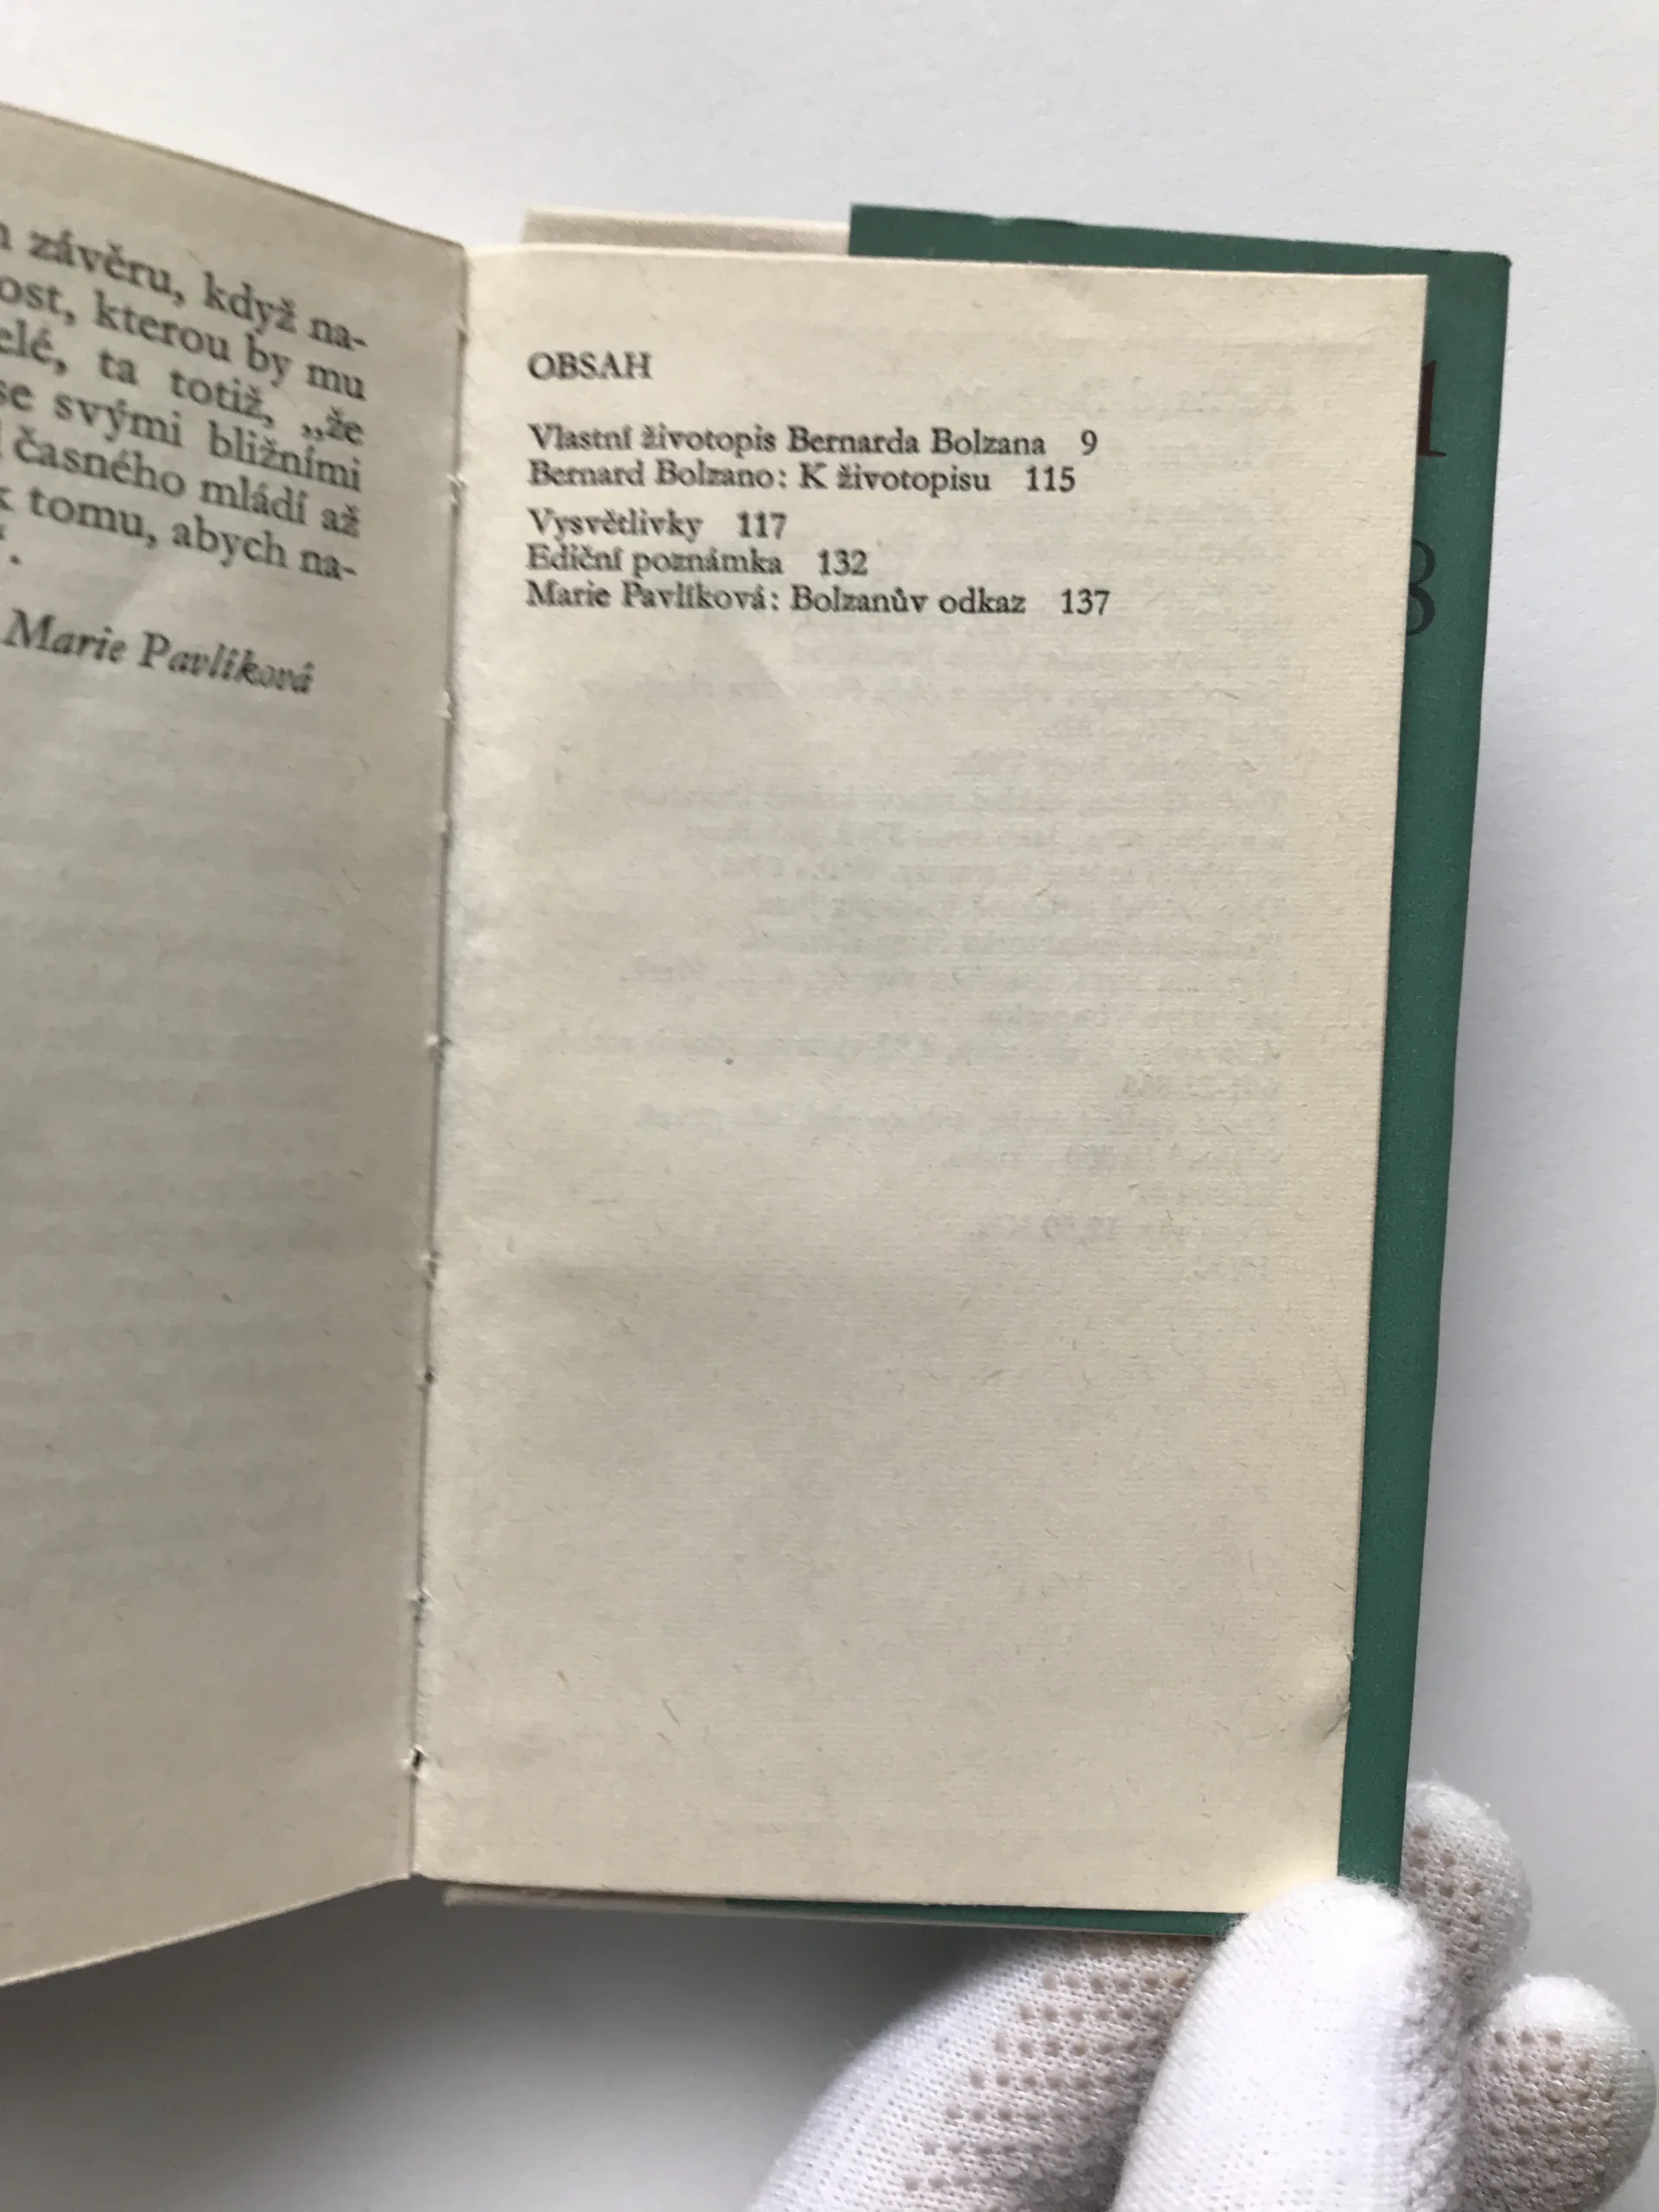 závěru, když na-
kterou by mu
ta totiž, „že
se svými bližními
časného mládí až
k tomu, abych na-
Marie Pavlíková
OBSAH
Vlastní životopis Bernarda Bolzana 9
Bernard Bolzano: K životopisu 115
Vysvětlivky 117
Ediční poznámka 132
Marie Pavlíková: Bolzanův odkaz 137